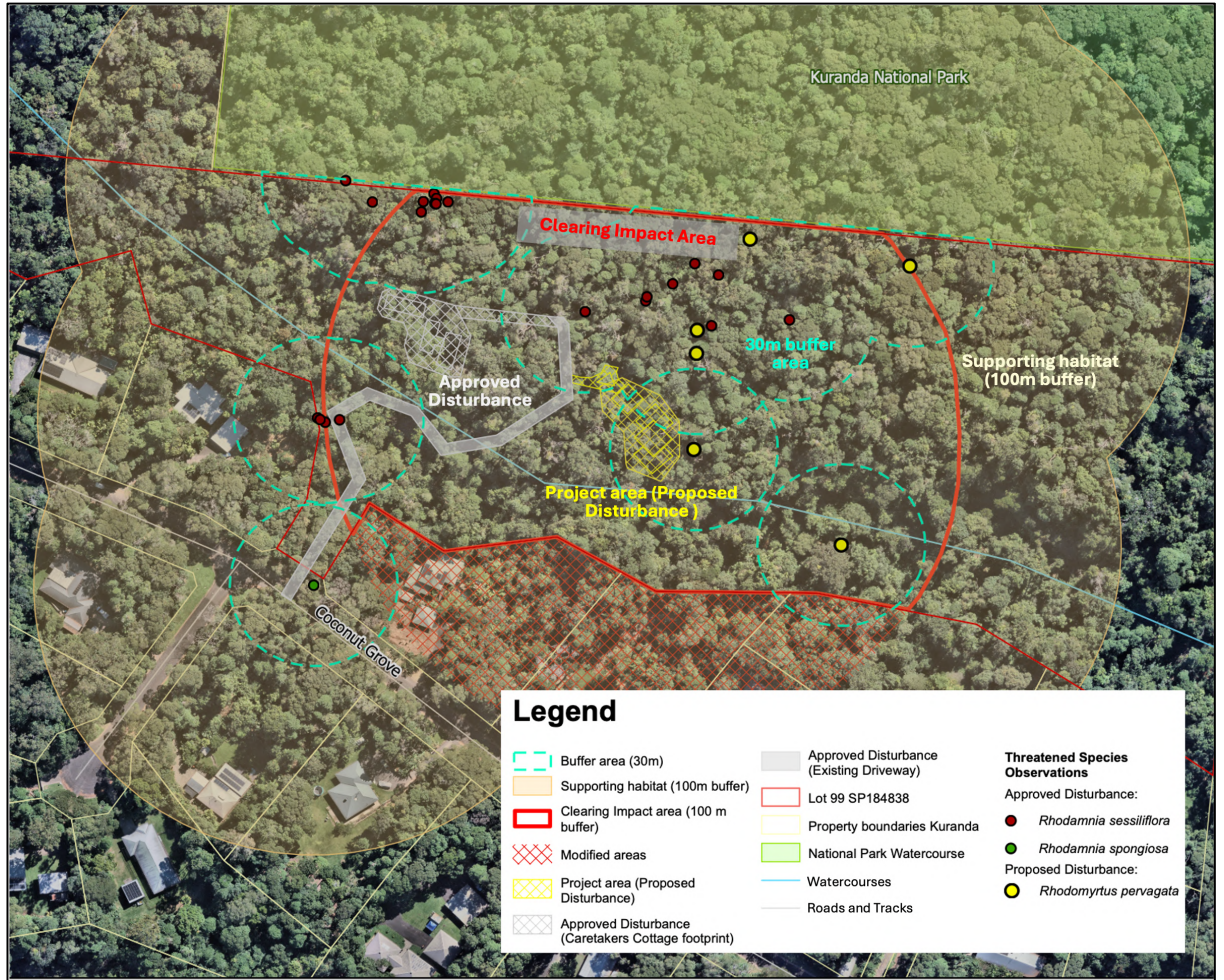 Kuranda National Park
Clearing Impact Area
30m buffer
area
Supporting habitat
(100m buffer)
Approved
Disturbance
Project area (Proposed
Disturbance )
Coconut Grove
Legend
Buffer area (30m)
Supporting habitat (100m buffer)
Clearing Impact area (100 m
buffer)
Modified areas
Project area (Proposed
Disturbance)
Approved Disturbance
(Caretakers Cottage footprint)
Approved Disturbance
(Existing Driveway)
Lot 99 SP184838
Property boundaries Kuranda
National Park Watercourse
Watercourses
Roads and Tracks
Threatened Species
Observations
Approved Disturbance:
Rhodamnia sessiliflora
Rhodamnia spongiosa
Proposed Disturbance:
Rhodomyrtus pervagata